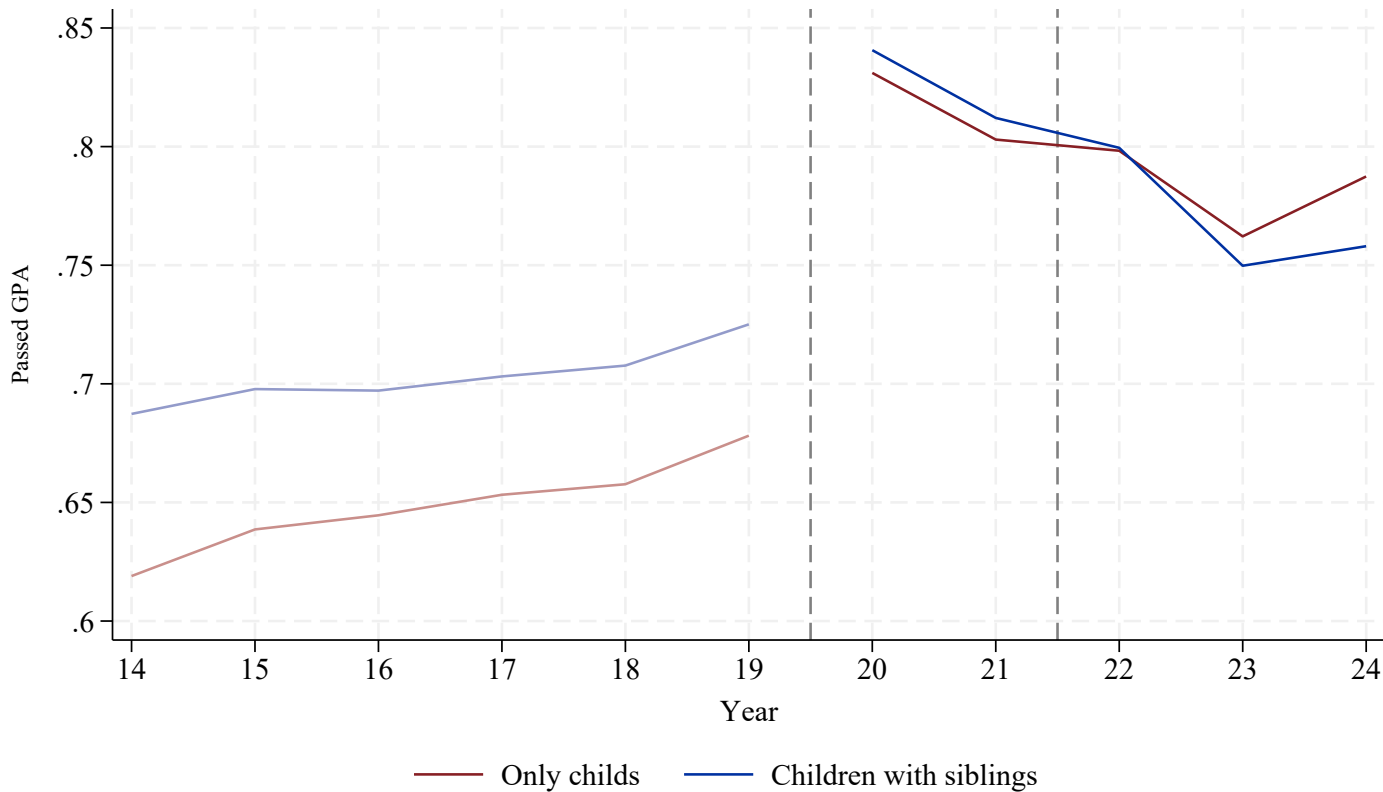 .85
.8
.75
.7
.65
.6
Passed GPA
14 15 16 17 18 19 20 21 22 23 24
Year
Only childs Children with siblings